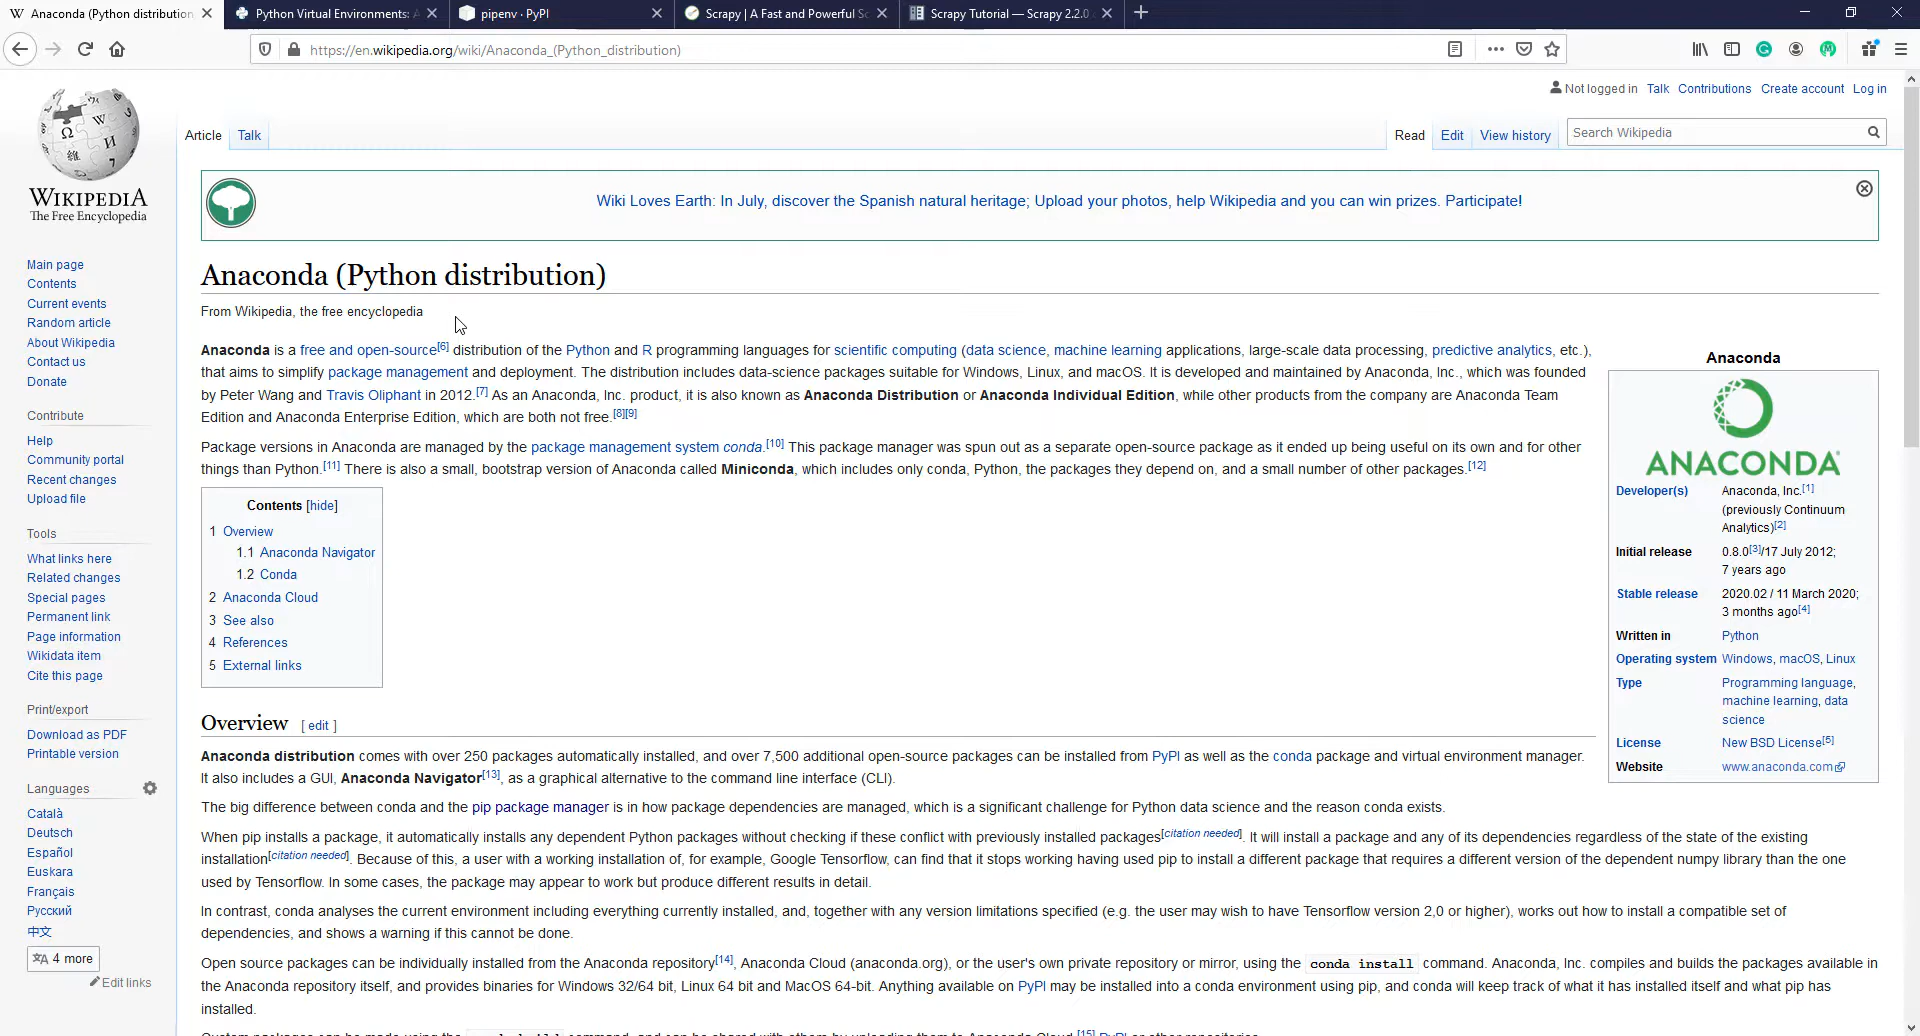 Anaconda (Python distribution
Python Virtual Environments: A
pipenv · PyPI
Scrapy | A Fast and Powerful Sc
Scrapy Tutorial — Scrapy 2.2.0
https://en.wikipedia.org/wiki/Anaconda_(Python_distribution)
Not logged in Talk Contributions Create account Log in
Article Talk Read Edit View history Search Wikipedia
WIKIPEDIA
The Free Encyclopedia
Wiki Loves Earth: In July, discover the Spanish natural heritage; Upload your photos, help Wikipedia and you can win prizes. Participate!
Main page
Contents
Current events
Random article
About Wikipedia
Contact us
Donate
Contribute
Help
Community portal
Recent changes
Upload file
Tools
What links here
Related changes
Special pages
Permanent link
Page information
Wikidata item
Cite this page
Print/export
Download as PDF
Printable version
Languages
Català
Deutsch
Español
Euskara
Français
Русский
中文
4 more
Edit links
Anaconda (Python distribution)
From Wikipedia, the free encyclopedia
Anaconda is a free and open-source[6] distribution of the Python and R programming languages for scientific computing (data science, machine learning applications, large-scale data processing, predictive analytics, etc.),
that aims to simplify package management and deployment. The distribution includes data-science packages suitable for Windows, Linux, and macOS. It is developed and maintained by Anaconda, Inc., which was founded
by Peter Wang and Travis Oliphant in 2012.[7] As an Anaconda, Inc. product, it is also known as Anaconda Distribution or Anaconda Individual Edition, while other products from the company are Anaconda Team
Edition and Anaconda Enterprise Edition, which are both not free.[8][9]
Package versions in Anaconda are managed by the package management system conda.[10] This package manager was spun out as a separate open-source package as it ended up being useful on its own and for other
things than Python.[11] There is also a small, bootstrap version of Anaconda called Miniconda, which includes only conda, Python, the packages they depend on, and a small number of other packages.[12]
Contents [hide]
1 Overview
1.1 Anaconda Navigator
1.2 Conda
2 Anaconda Cloud
3 See also
4 References
5 External links
Anaconda
ANACONDA
Developer(s) Anaconda, Inc.[1]
(previously Continuum
Analytics)[2]
Initial release 0.8.0[3]/17 July 2012;
7 years ago
Stable release 2020.02 / 11 March 2020;
3 months ago[4]
Written in Python
Operating system Windows, macOS, Linux
Type Programming language,
machine learning, data
science
License New BSD License[5]
Website www.anaconda.com
Overview [ edit ]
Anaconda distribution comes with over 250 packages automatically installed, and over 7,500 additional open-source packages can be installed from PyPI as well as the conda package and virtual environment manager.
It also includes a GUI, Anaconda Navigator[13], as a graphical alternative to the command line interface (CLI).
The big difference between conda and the pip package manager is in how package dependencies are managed, which is a significant challenge for Python data science and the reason conda exists.
When pip installs a package, it automatically installs any dependent Python packages without checking if these conflict with previously installed packages[citation needed]. It will install a package and any of its dependencies regardless of the state of the existing
installation[citation needed]. Because of this, a user with a working installation of, for example, Google Tensorflow, can find that it stops working having used pip to install a different package that requires a different version of the dependent numpy library than the one
used by Tensorflow. In some cases, the package may appear to work but produce different results in detail.
In contrast, conda analyses the current environment including everything currently installed, and, together with any version limitations specified (e.g. the user may wish to have Tensorflow version 2,0 or higher), works out how to install a compatible set of
dependencies, and shows a warning if this cannot be done.
Open source packages can be individually installed from the Anaconda repository[14], Anaconda Cloud (anaconda.org), or the user's own private repository or mirror, using the conda install command. Anaconda, Inc. compiles and builds the packages available in
the Anaconda repository itself, and provides binaries for Windows 32/64 bit, Linux 64 bit and MacOS 64-bit. Anything available on PyPI may be installed into a conda environment using pip, and conda will keep track of what it has installed itself and what pip has
installed.